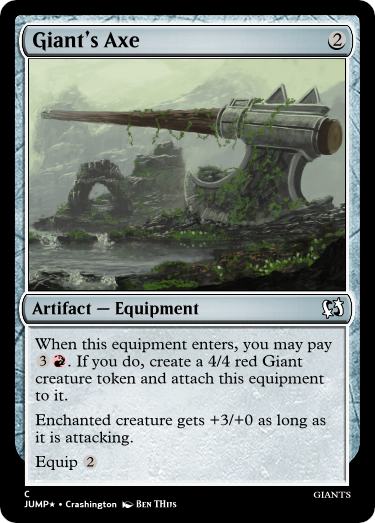 Giant's Axe 2
Artifact — Equipment
When this equipment enters, you may pay
3 R. If you do, create a 4/4 red Giant
creature token and attach this equipment
to it.
Enchanted creature gets +3/+0 as long as
it is attacking.
Equip 2
C
JUMP★ • Crashington Ben THijs
GIANTS